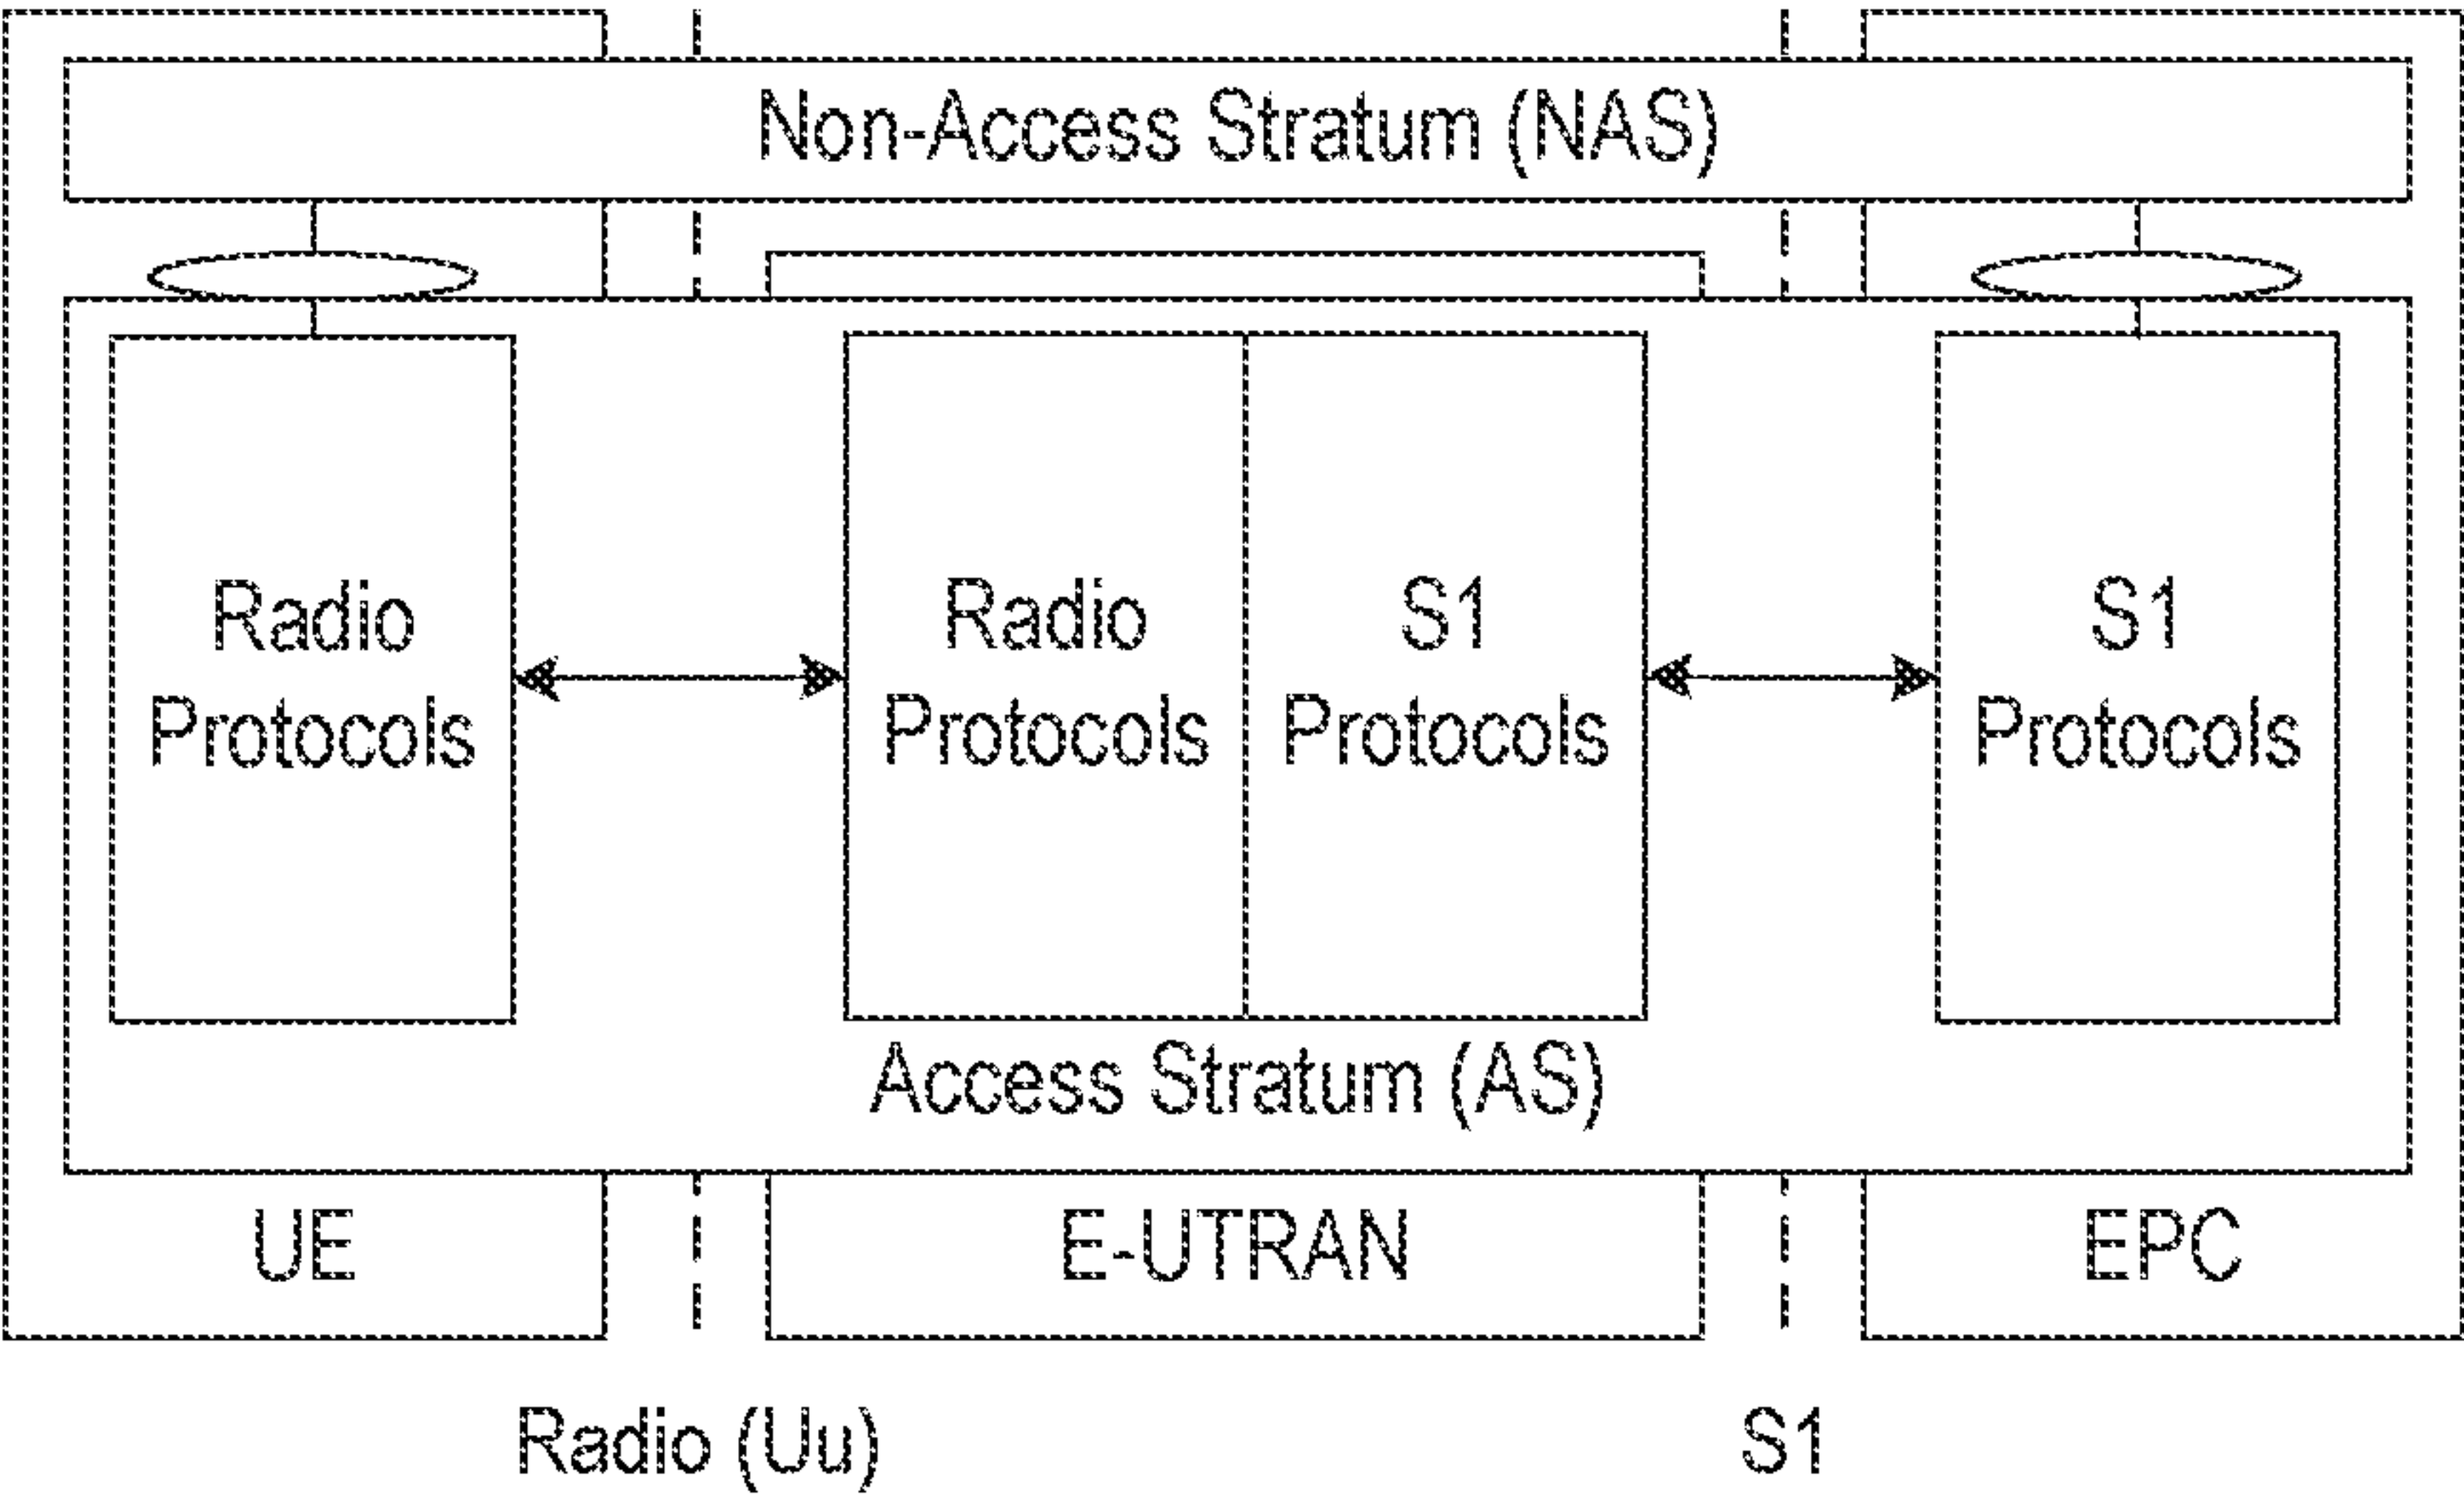 Non-Access Stratum (NAS)
Radio
Protocols
Radio
Protocols
S1
Protocols
S1
Protocols
Access Stratum (AS)
UE
E-UTRAN
EPC
Radio (Uu)
S1